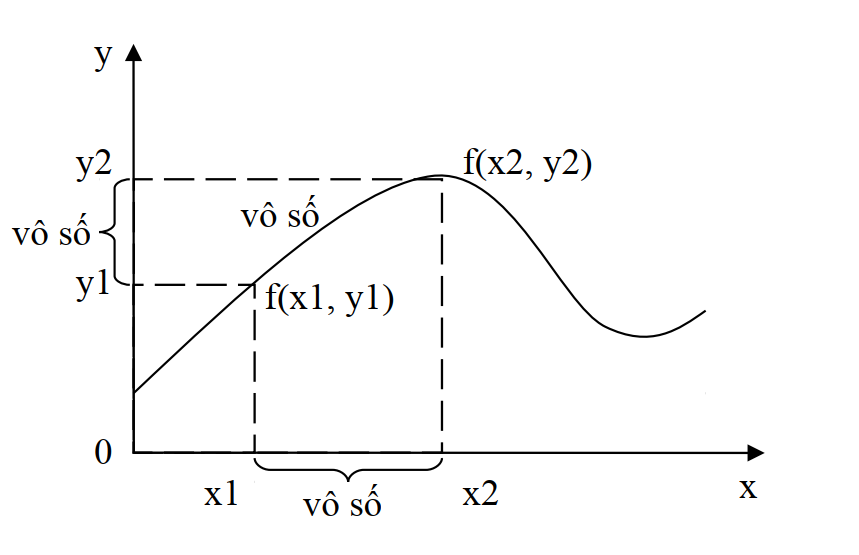 y
y2
f(x2, y2)
vô số
vô số
y1
f(x1, y1)
0
x1
vô số
x2
x